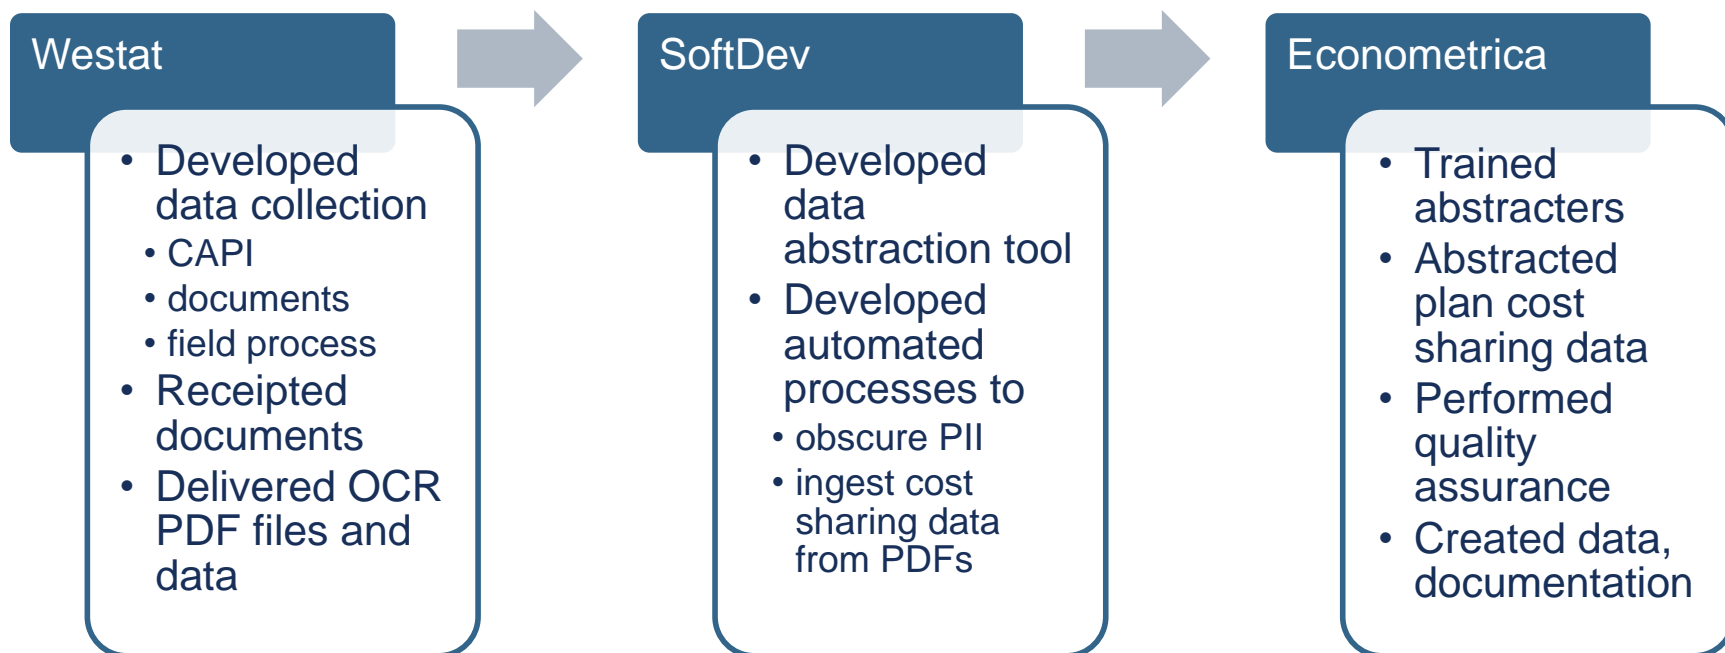 Westat
• Developed
data collection
• CAPI
• documents
• field process
• Receipted
documents
• Delivered OCR
PDF files and
data
SoftDev
• Developed
data
abstraction tool
• Developed
automated
processes to
• obscure PII
• ingest cost
sharing data
from PDFs
Econometrica
• Trained
abstracters
• Abstracted
plan cost
sharing data
• Performed
quality
assurance
• Created data,
documentation